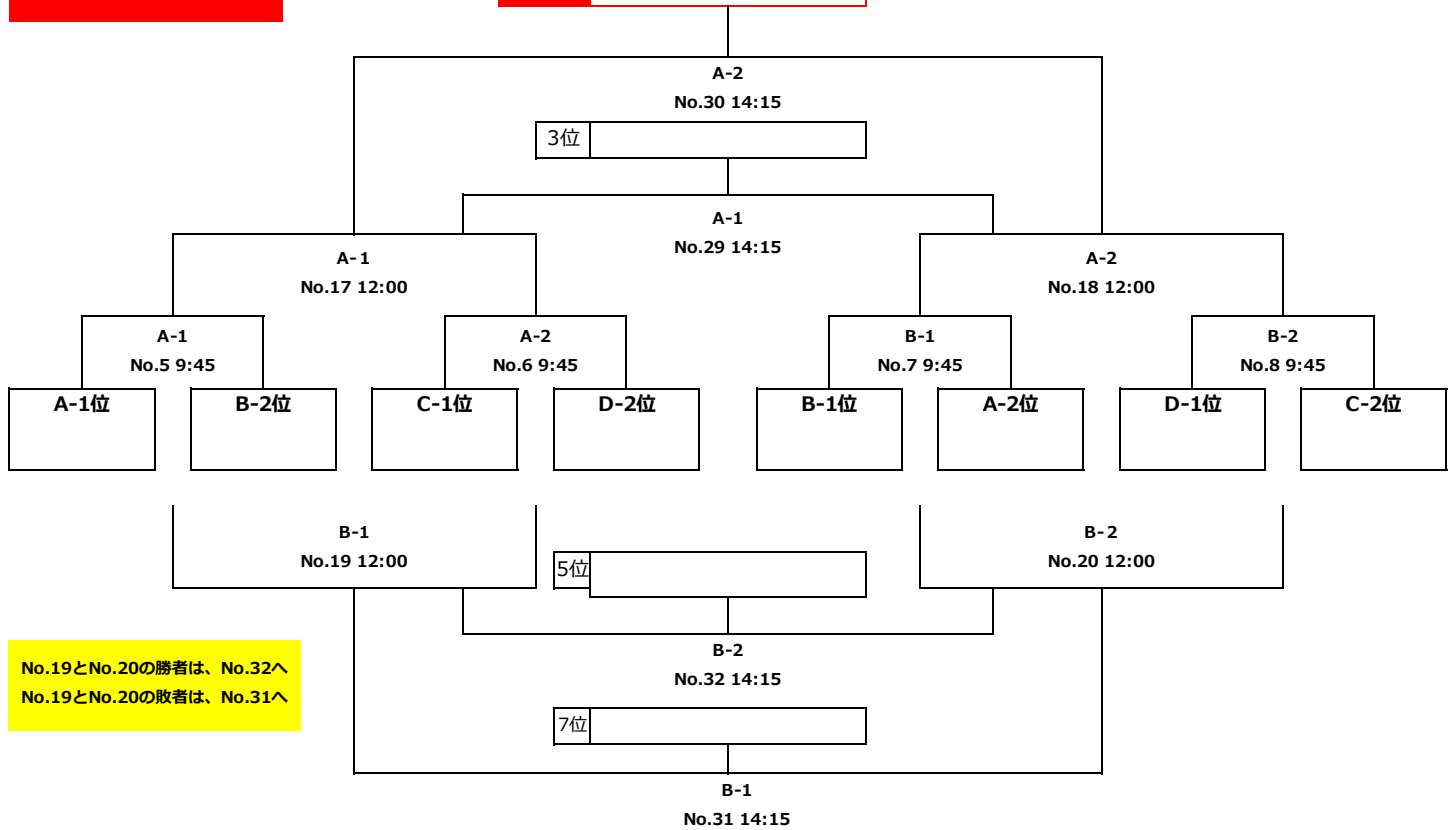 A-2
No.30 14:15
3位
A-1
No.29 14:15
A-1
No.17 12:00
A-2
No.18 12:00
A-1
No.5 9:45
A-2
No.6 9:45
B-1
No.7 9:45
B-2
No.8 9:45
A-1位
B-2位
C-1位
D-2位
B-1位
A-2位
D-1位
C-2位
B-1
No.19 12:00
B-2
No.20 12:00
5位
B-2
No.32 14:15
No.19とNo.20の勝者は、No.32へ
No.19とNo.20の敗者は、No.31へ
7位
B-1
No.31 14:15